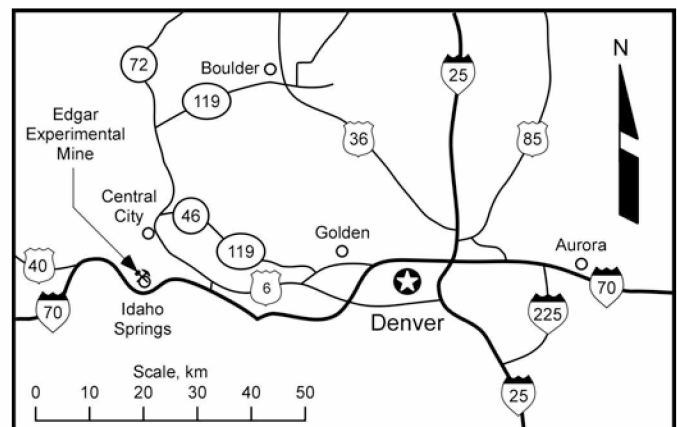 72
Boulder
25
N
119
Edgar
Experimental
Mine
36
85
Central
City
46
Golden
119
Aurora
40
6
70
Idaho
Springs
70
225
Denver
Scale, km
0 10 20 30 40 50
25